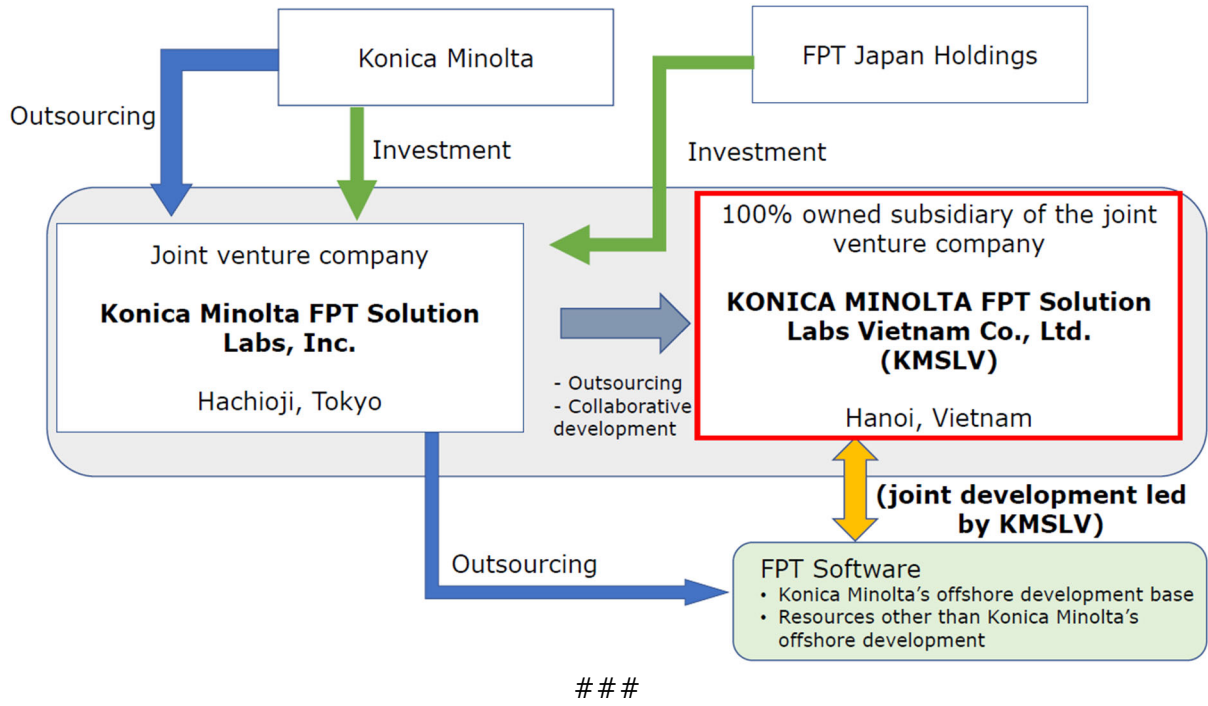 Konica Minolta
FPT Japan Holdings
Outsourcing
Investment
Investment
Joint venture company
Konica Minolta FPT Solution
Labs, Inc.
Hachioji, Tokyo
- Outsourcing
- Collaborative
development
100% owned subsidiary of the joint
venture company
KONICA MINOLTA FPT Solution
Labs Vietnam Co., Ltd.
(KMSLV)
Hanoi, Vietnam
(joint development led
by KMSLV)
Outsourcing
FPT Software
• Konica Minolta's offshore development base
• Resources other than Konica Minolta's
offshore development
###